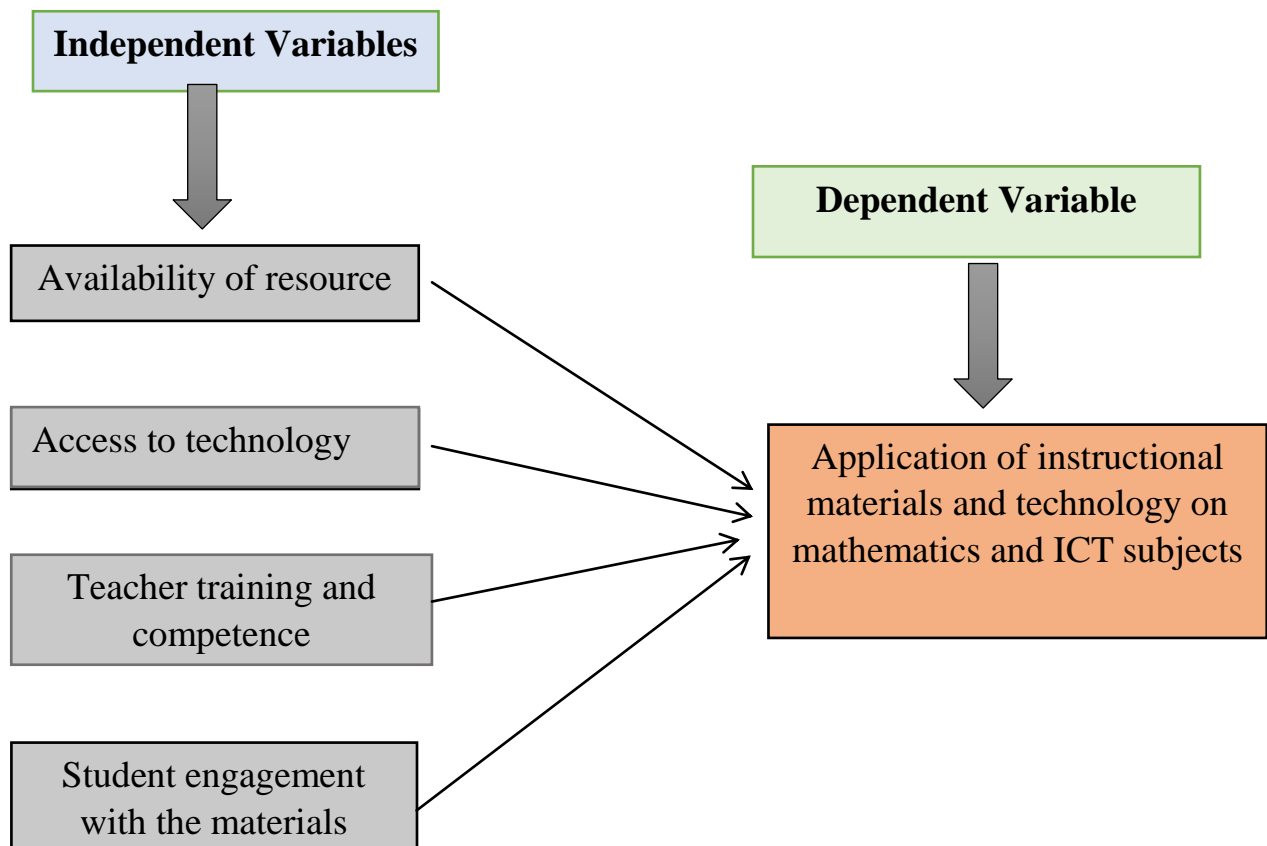 Independent Variables
Dependent Variable
Availability of resource
Access to technology
Teacher training and
competence
Student engagement
with the materials
Application of instructional
materials and technology on
mathematics and ICT subjects